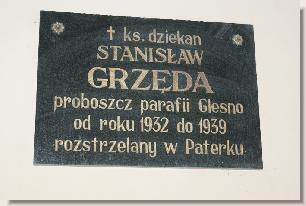 † ks. dziekan
STANISŁAW
GRZĘDA
proboszcz parafii Glesno
od roku 1932 do 1939
rozstrzelany w Paterku